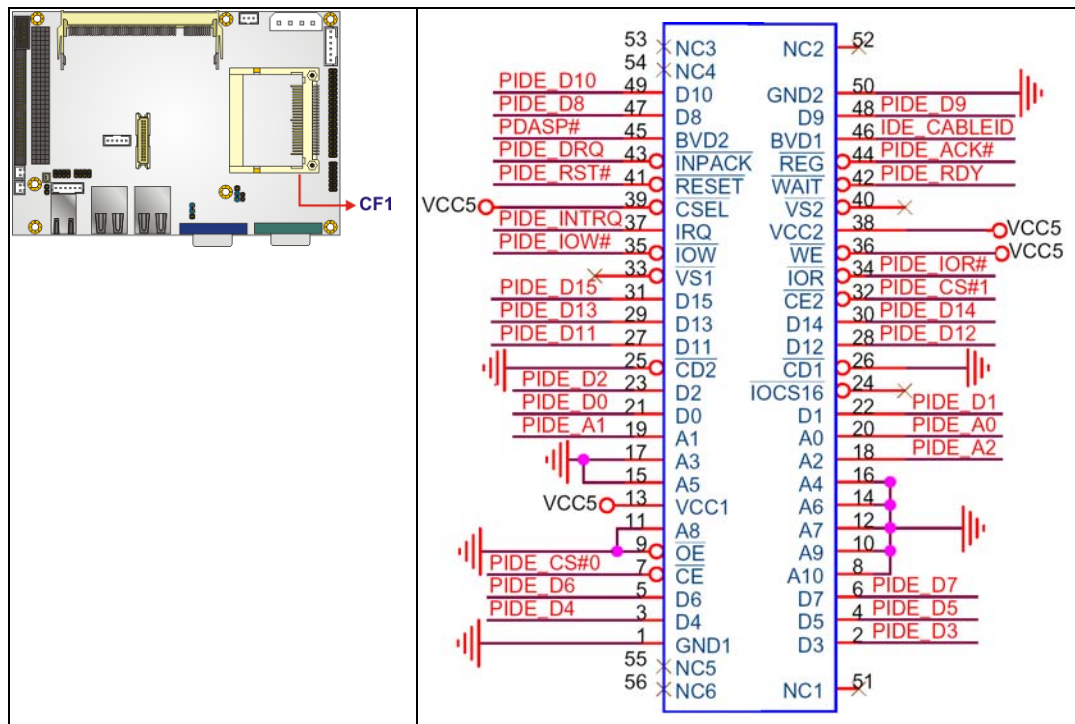 CF1
53 NC3 NC2 52
54 NC4
PIDE_D10 49 D10 GND2 50
PIDE_D8 47 D8 D9 48 PIDE_D9
PDASP# 45 BVD2 BVD1 46 IDE_CABLEID
PIDE_DRQ 43 INPACK REG 44 PIDE_ACK#
PIDE_RST# 41 RESET WAIT 42 PIDE_RDY
VCC5 39 CSEL VS2 40
PIDE_INTRQ 37 IRQ VCC2 38 VCC5
PIDE_IOW# 35 IOW WE 36 VCC5
33 VS1 IOR 34 PIDE_IOR#
PIDE_D15 31 D15 CE2 32 PIDE_CS#1
PIDE_D13 29 D13 D14 30 PIDE_D14
PIDE_D11 27 D11 D12 28 PIDE_D12
25 CD2 CD1 26
PIDE_D2 23 D2 IOCS16 24
PIDE_D0 21 D0 D1 22 PIDE_D1
PIDE_A1 19 A1 A0 20 PIDE_A0
17 A3 A2 18 PIDE_A2
15 A5 A4 16
VCC5 13 VCC1 A6 14
11 A8 A7 12
9 OE A9 10
PIDE_CS#0 7 CE A10 8
PIDE_D6 5 D6 D7 6 PIDE_D7
PIDE_D4 3 D4 D5 4 PIDE_D5
1 GND1 D3 2 PIDE_D3
55 NC5
56 NC6 NC1 51